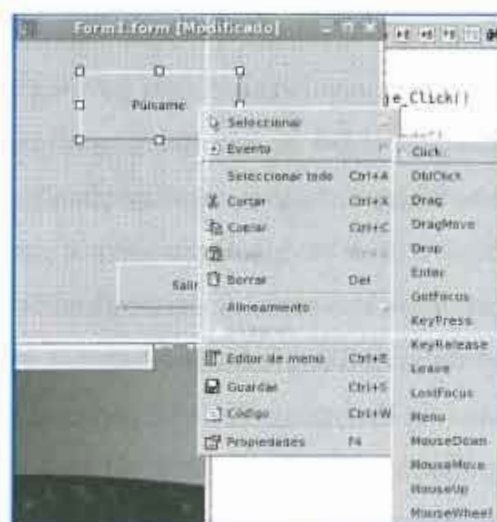 Form1.form [Modificado]
Púlsame
e_Click()
Seleccionar
Evento
Seleccionar todo Ctrl+A
Cortar Ctrl+X
Copiar Ctrl+C
Borrar Del
Salir
Alineamiento
Editor de menú Ctrl+E
Guardar Ctrl+S
Código Ctrl+W
Propiedades F4
Click
DblClick
Drag
DragMove
Drop
Enter
GotFocus
KeyPress
KeyRelease
Leave
LostFocus
Menu
MouseDown
MouseMove
MouseUp
MouseWheel